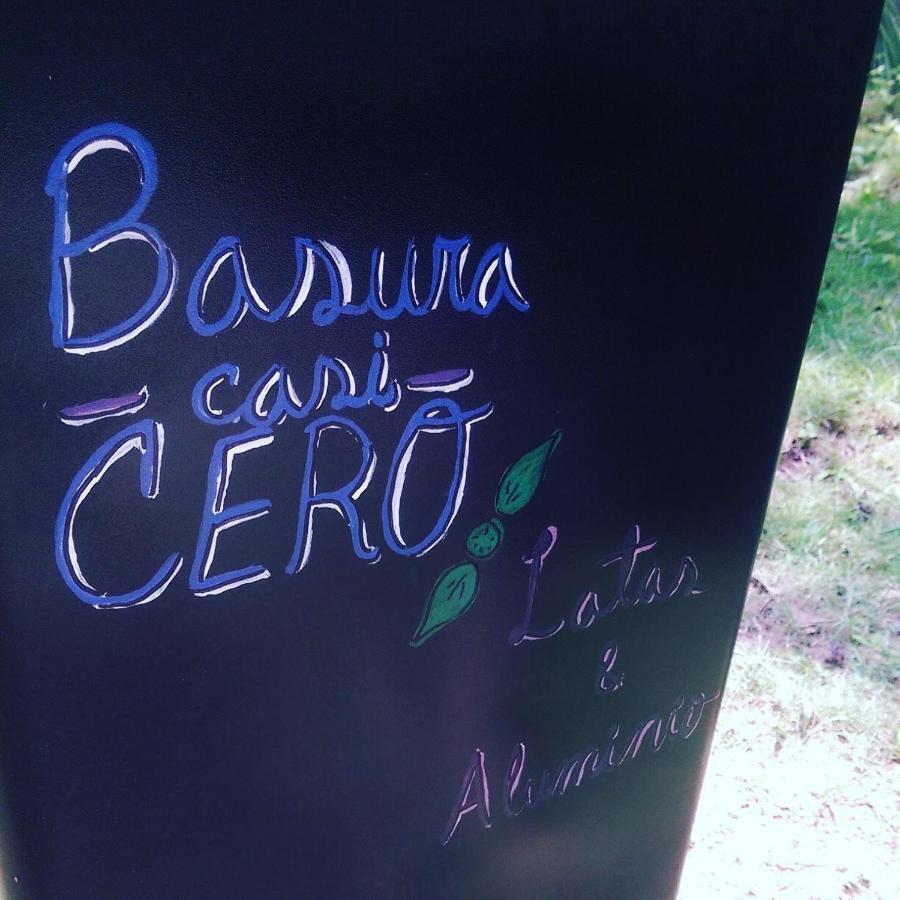 Basura
casi
CERO
Latas
&
Aluminio